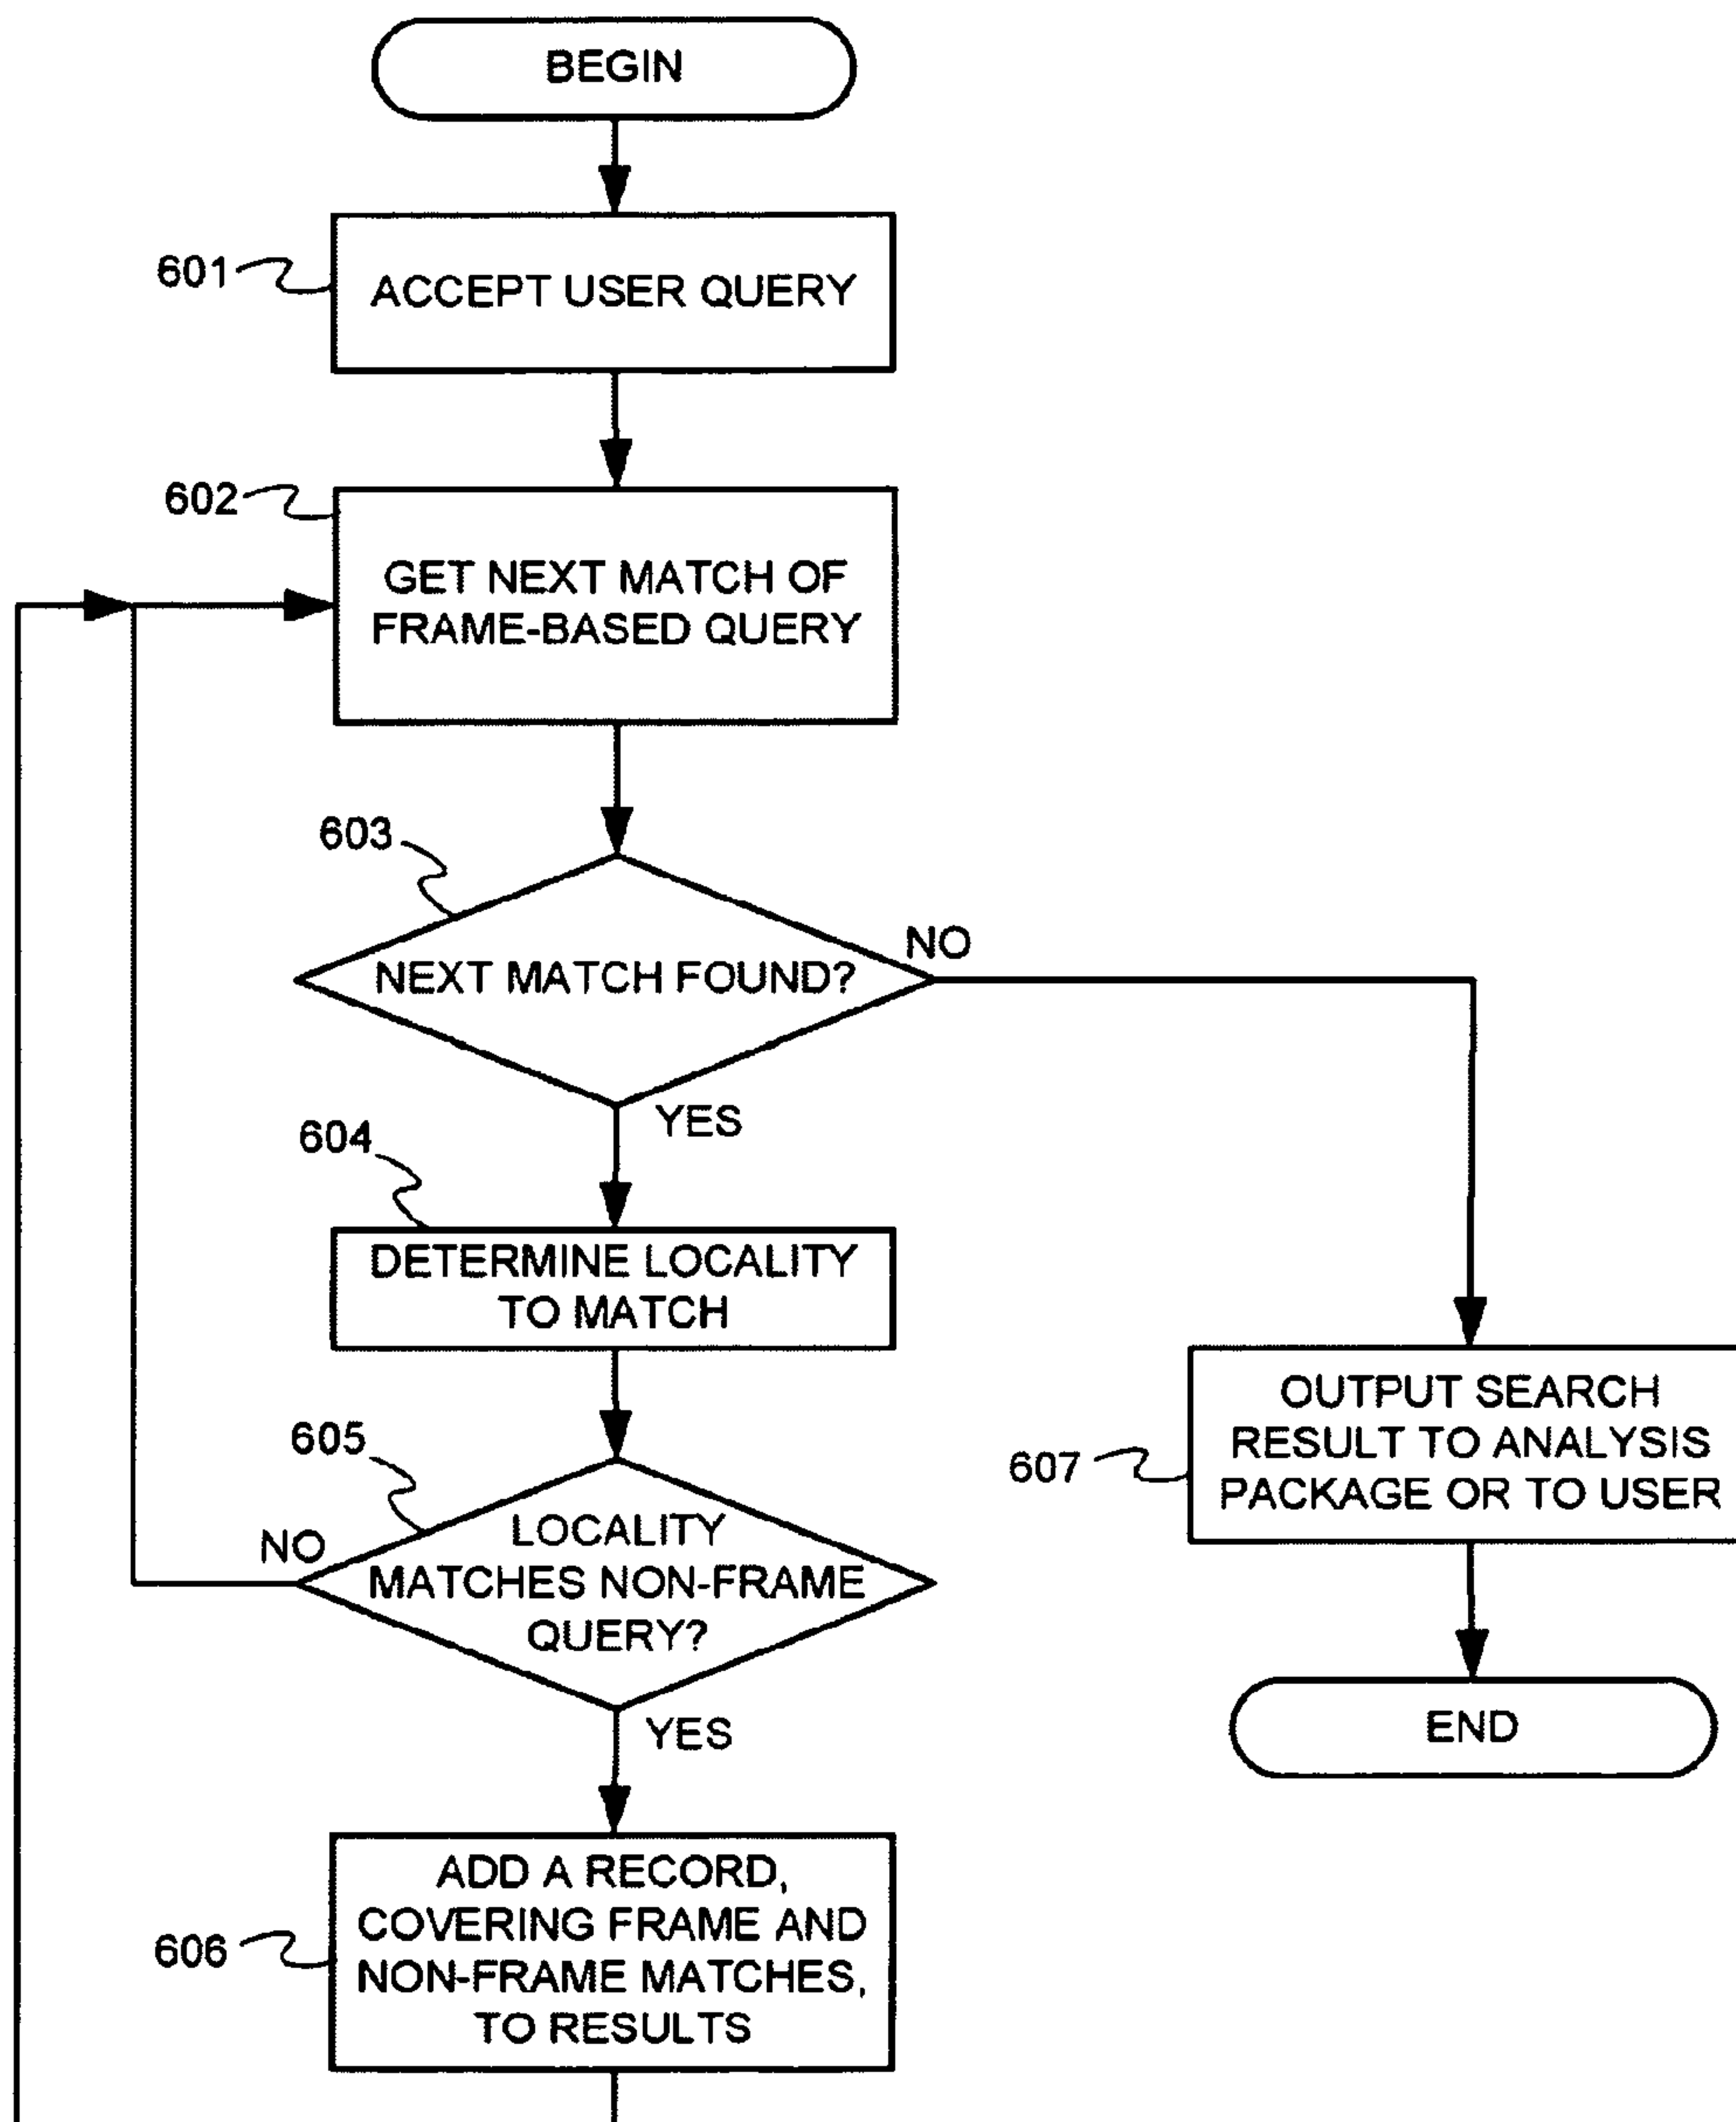 BEGIN
601
ACCEPT USER QUERY
602
GET NEXT MATCH OF
FRAME-BASED QUERY
603
NEXT MATCH FOUND?
NO
YES
604
DETERMINE LOCALITY
TO MATCH
605
LOCALITY
MATCHES NON-FRAME
QUERY?
NO
YES
606
ADD A RECORD,
COVERING FRAME AND
NON-FRAME MATCHES,
TO RESULTS
607
OUTPUT SEARCH
RESULT TO ANALYSIS
PACKAGE OR TO USER
END